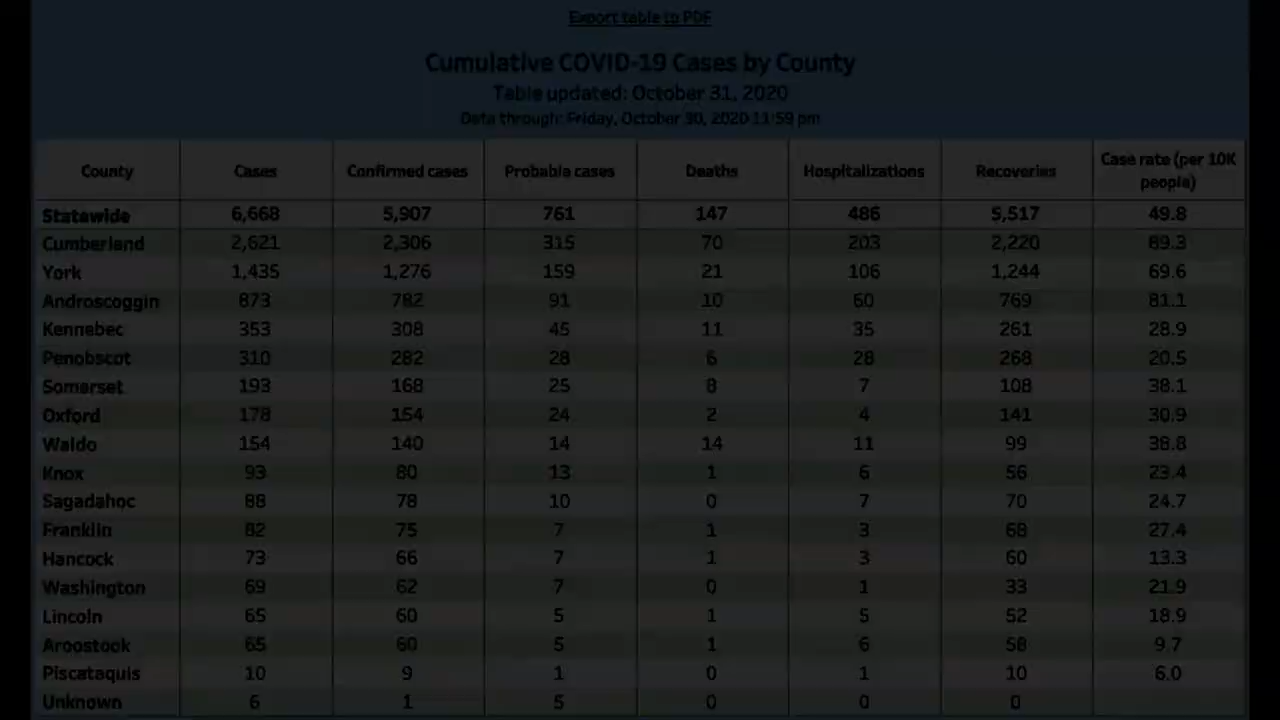 Export table to PDF
Cumulative COVID-19 Cases by County
Table updated: October 31, 2020
Data through: Friday, October 30, 2020 11:59 pm
County Cases Confirmed cases Probable cases Deaths Hospitalizations Recoveries Case rate (per 10K people)
Statewide 6,668 5,907 761 147 486 5,517 49.8
Cumberland 2,621 2,306 315 70 203 2,220 89.3
York 1,435 1,276 159 21 106 1,244 69.6
Androscoggin 873 782 91 10 60 769 81.1
Kennebec 353 308 45 11 35 261 28.9
Penobscot 310 282 28 6 28 268 20.5
Somerset 193 168 25 8 7 108 38.1
Oxford 178 154 24 2 4 141 30.9
Waldo 154 140 14 14 11 99 38.8
Knox 93 80 13 1 6 56 23.4
Sagadahoc 88 78 10 0 7 70 24.7
Franklin 82 75 7 1 3 68 27.4
Hancock 73 66 7 1 3 60 13.3
Washington 69 62 7 0 1 33 21.9
Lincoln 65 60 5 1 5 52 18.9
Aroostook 65 60 5 1 6 58 9.7
Piscataquis 10 9 1 0 1 10 6.0
Unknown 6 1 5 0 0 0